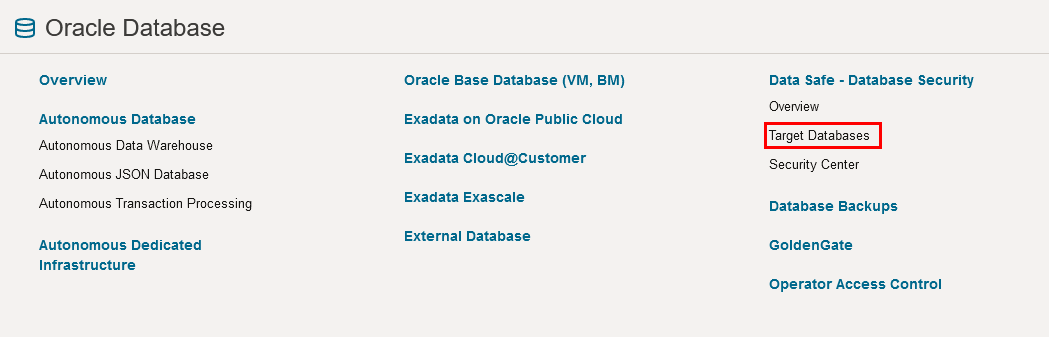 Oracle Database
Overview
Autonomous Database
Autonomous Data Warehouse
Autonomous JSON Database
Autonomous Transaction Processing
Autonomous Dedicated
Infrastructure
Oracle Base Database (VM, BM)
Exadata on Oracle Public Cloud
Exadata Cloud@Customer
Exadata Exascale
External Database
Data Safe - Database Security
Overview
Target Databases
Security Center
Database Backups
GoldenGate
Operator Access Control